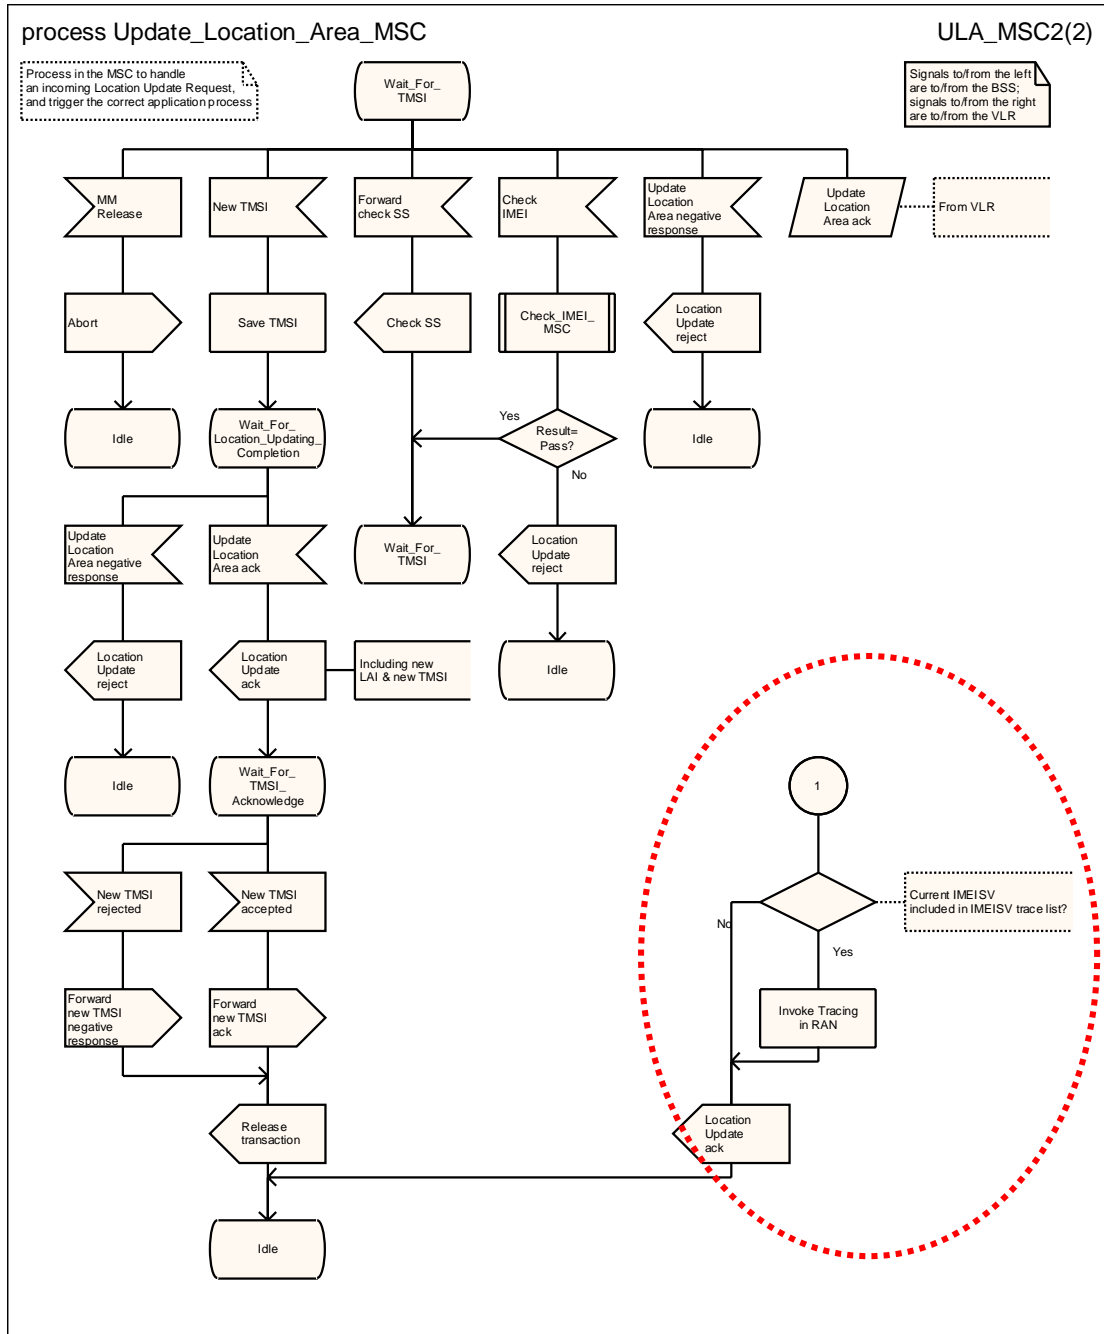 process Update_Location_Area_MSC
ULA_MSC2(2)
Process in the MSC to handle
an incoming Location Update Request,
and trigger the correct application process
Wait_For_
TMSI
Signals to/from the left
are to/from the BSS;
signals to/from the right
are to/from the VLR
MM
Release
New TMSI
Forward
check SS
Check
IMEI
Update
Location
Area negative
response
Update
Location
Area ack
From VLR
Abort
Save TMSI
Check SS
Check_IMEI_
MSC
Location
Update
reject
Idle
Wait_For_
Location_Updating_
Completion
Yes
Result=
Pass?
No
Idle
Update
Location
Area negative
response
Update
Location
Area ack
Wait_For_
TMSI
Location
Update
reject
Location
Update
reject
Location
Update
ack
Including new
LAI & new TMSI
Idle
Idle
Wait_For_
TMSI_
Acknowledge
1
New TMSI
rejected
New TMSI
accepted
Current IMEISV
included in IMEISV trace list?
No
Yes
Forward
new TMSI
negative
response
Forward
new TMSI
ack
Invoke Tracing
in RAN
Release
transaction
Location
Update
ack
Idle